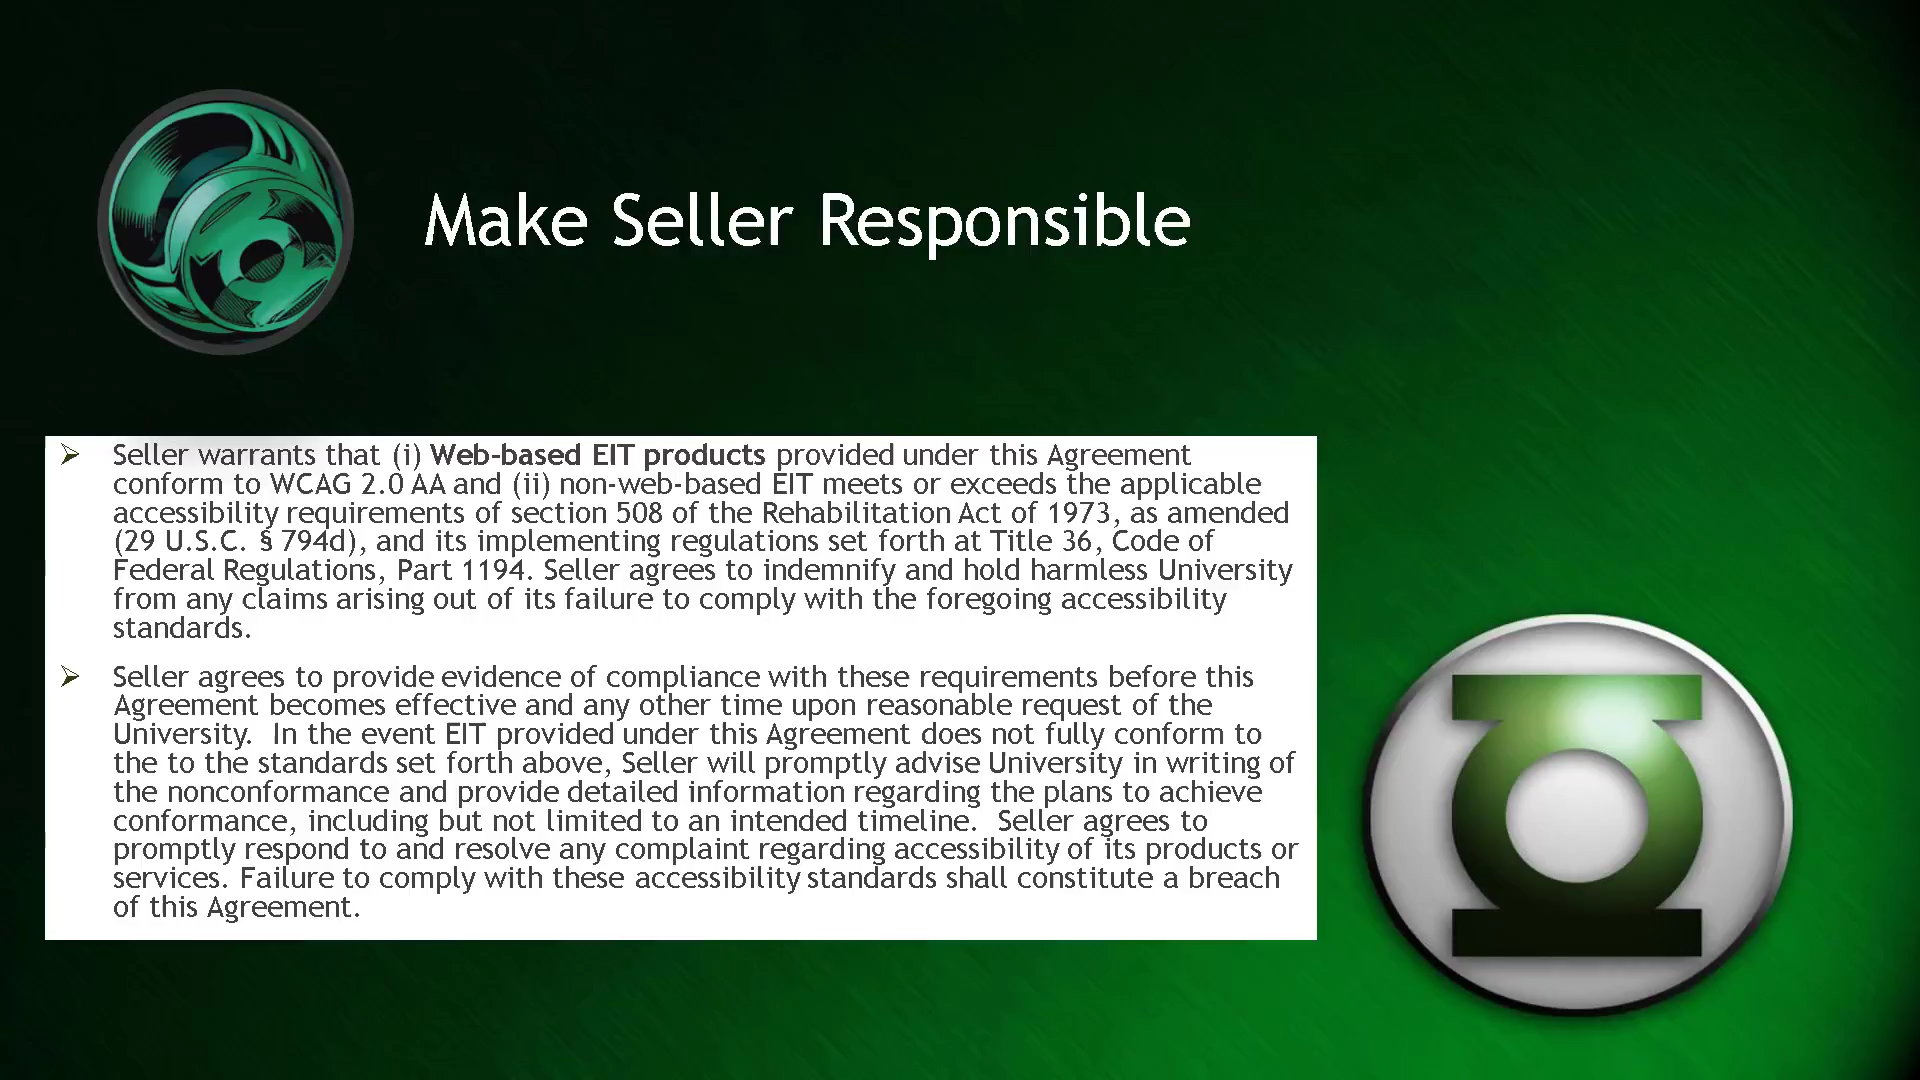 Make Seller Responsible
Seller warrants that (i) Web-based EIT products provided under this Agreement
conform to WCAG 2.0 AA and (ii) non-web-based EIT meets or exceeds the applicable
accessibility requirements of section 508 of the Rehabilitation Act of 1973, as amended
(29 U.S.C. § 794d), and its implementing regulations set forth at Title 36, Code of
Federal Regulations, Part 1194. Seller agrees to indemnify and hold harmless University
from any claims arising out of its failure to comply with the foregoing accessibility
standards.
Seller agrees to provide evidence of compliance with these requirements before this
Agreement becomes effective and any other time upon reasonable request of the
University.  In the event EIT provided under this Agreement does not fully conform to
the to the standards set forth above, Seller will promptly advise University in writing of
the nonconformance and provide detailed information regarding the plans to achieve
conformance, including but not limited to an intended timeline.  Seller agrees to
promptly respond to and resolve any complaint regarding accessibility of its products or
services. Failure to comply with these accessibility standards shall constitute a breach
of this Agreement.